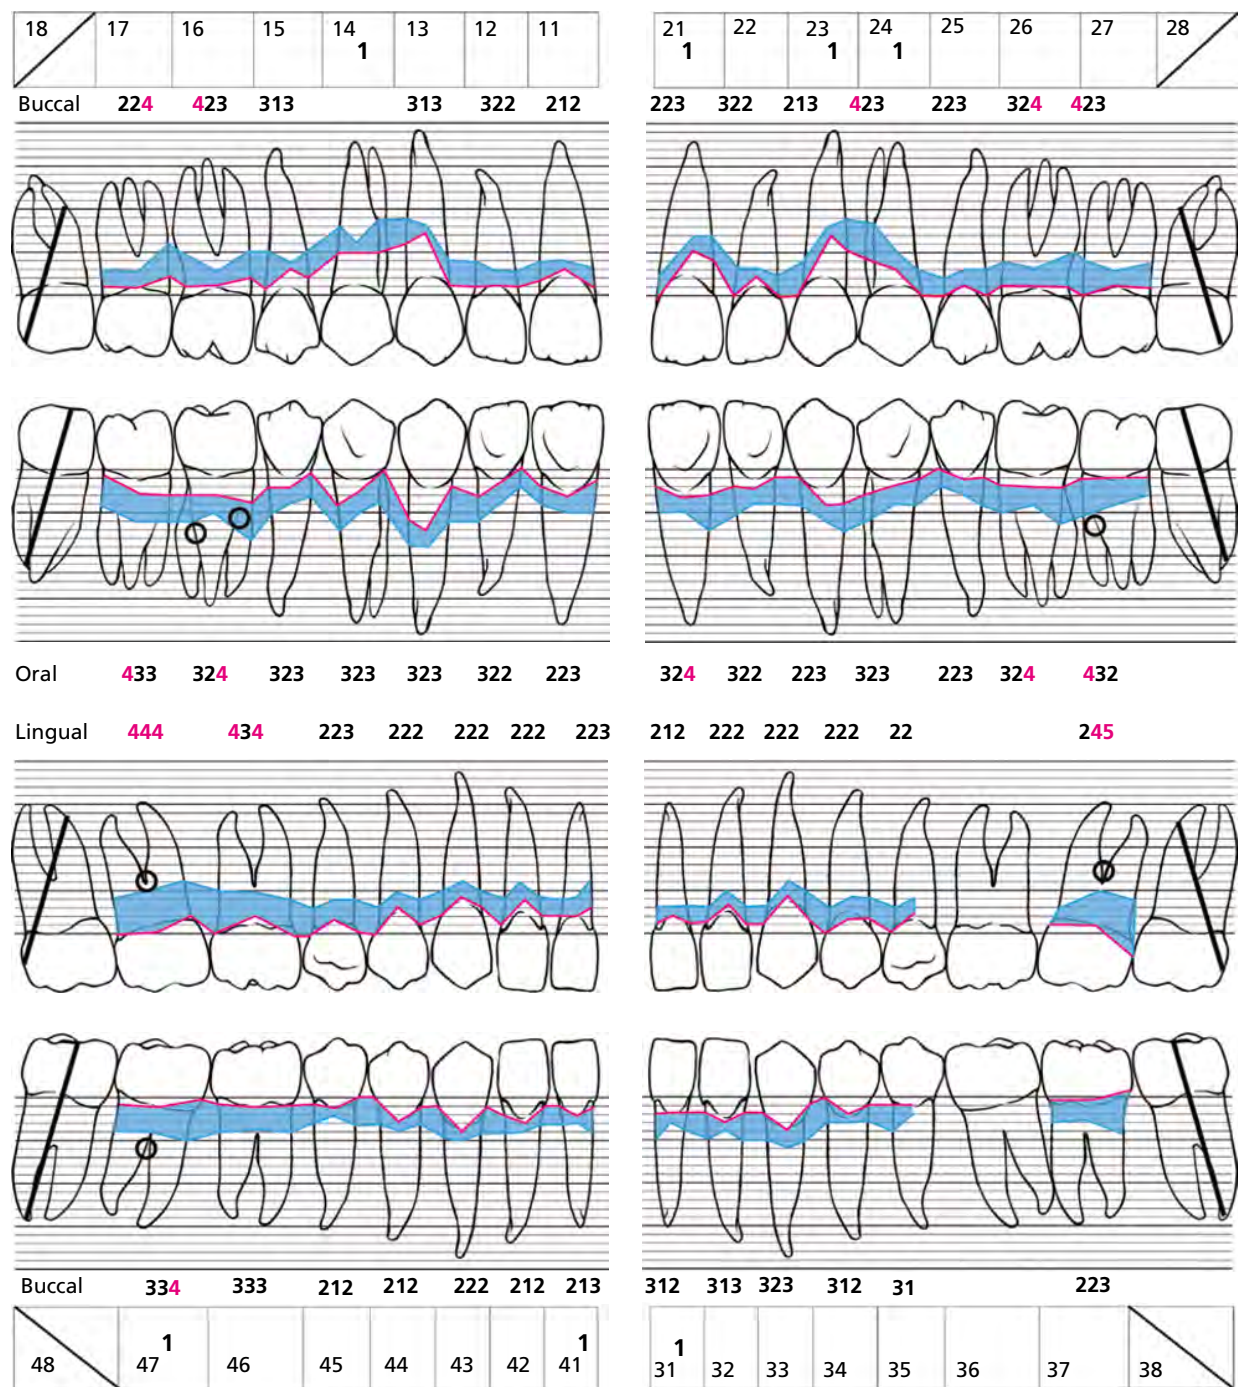 18 17 16 15 14 13 12 11 21 22 23 24 25 26 27 28
1 1 1 1
Buccal 224 423 313 313 322 212 223 322 213 423 223 324 423
Oral 433 324 323 323 323 322 223 324 322 223 323 223 324 432
Lingual 444 434 223 222 222 222 223 212 222 222 222 22 245
Buccal 334 333 212 212 222 212 213 312 313 323 312 31 223
1 1 1
48 47 46 45 44 43 42 41 31 32 33 34 35 36 37 38